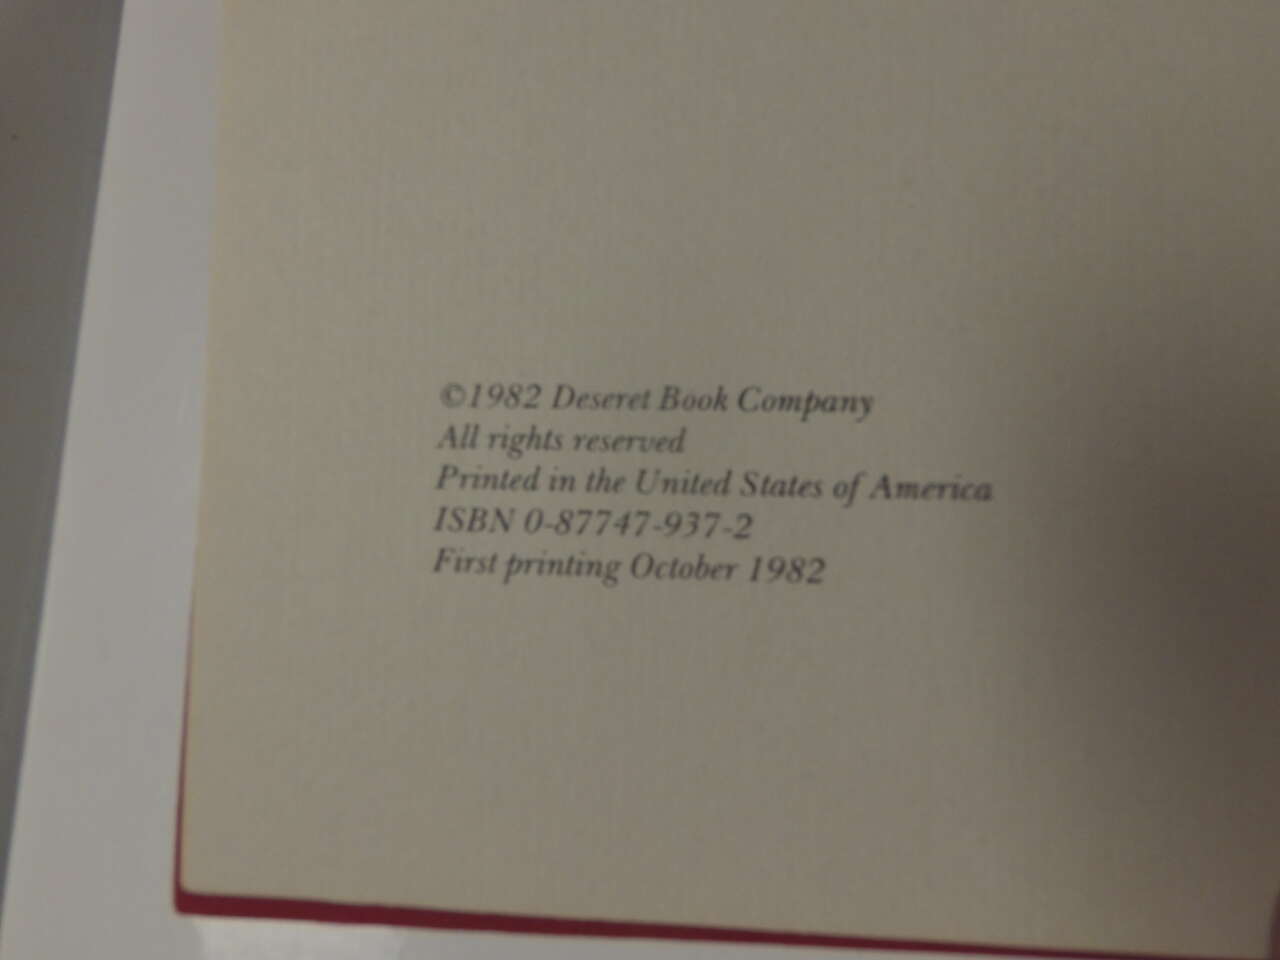 ©1982 Deseret Book Company
All rights reserved
Printed in the United States of America
ISBN 0-87747-937-2
First printing October 1982